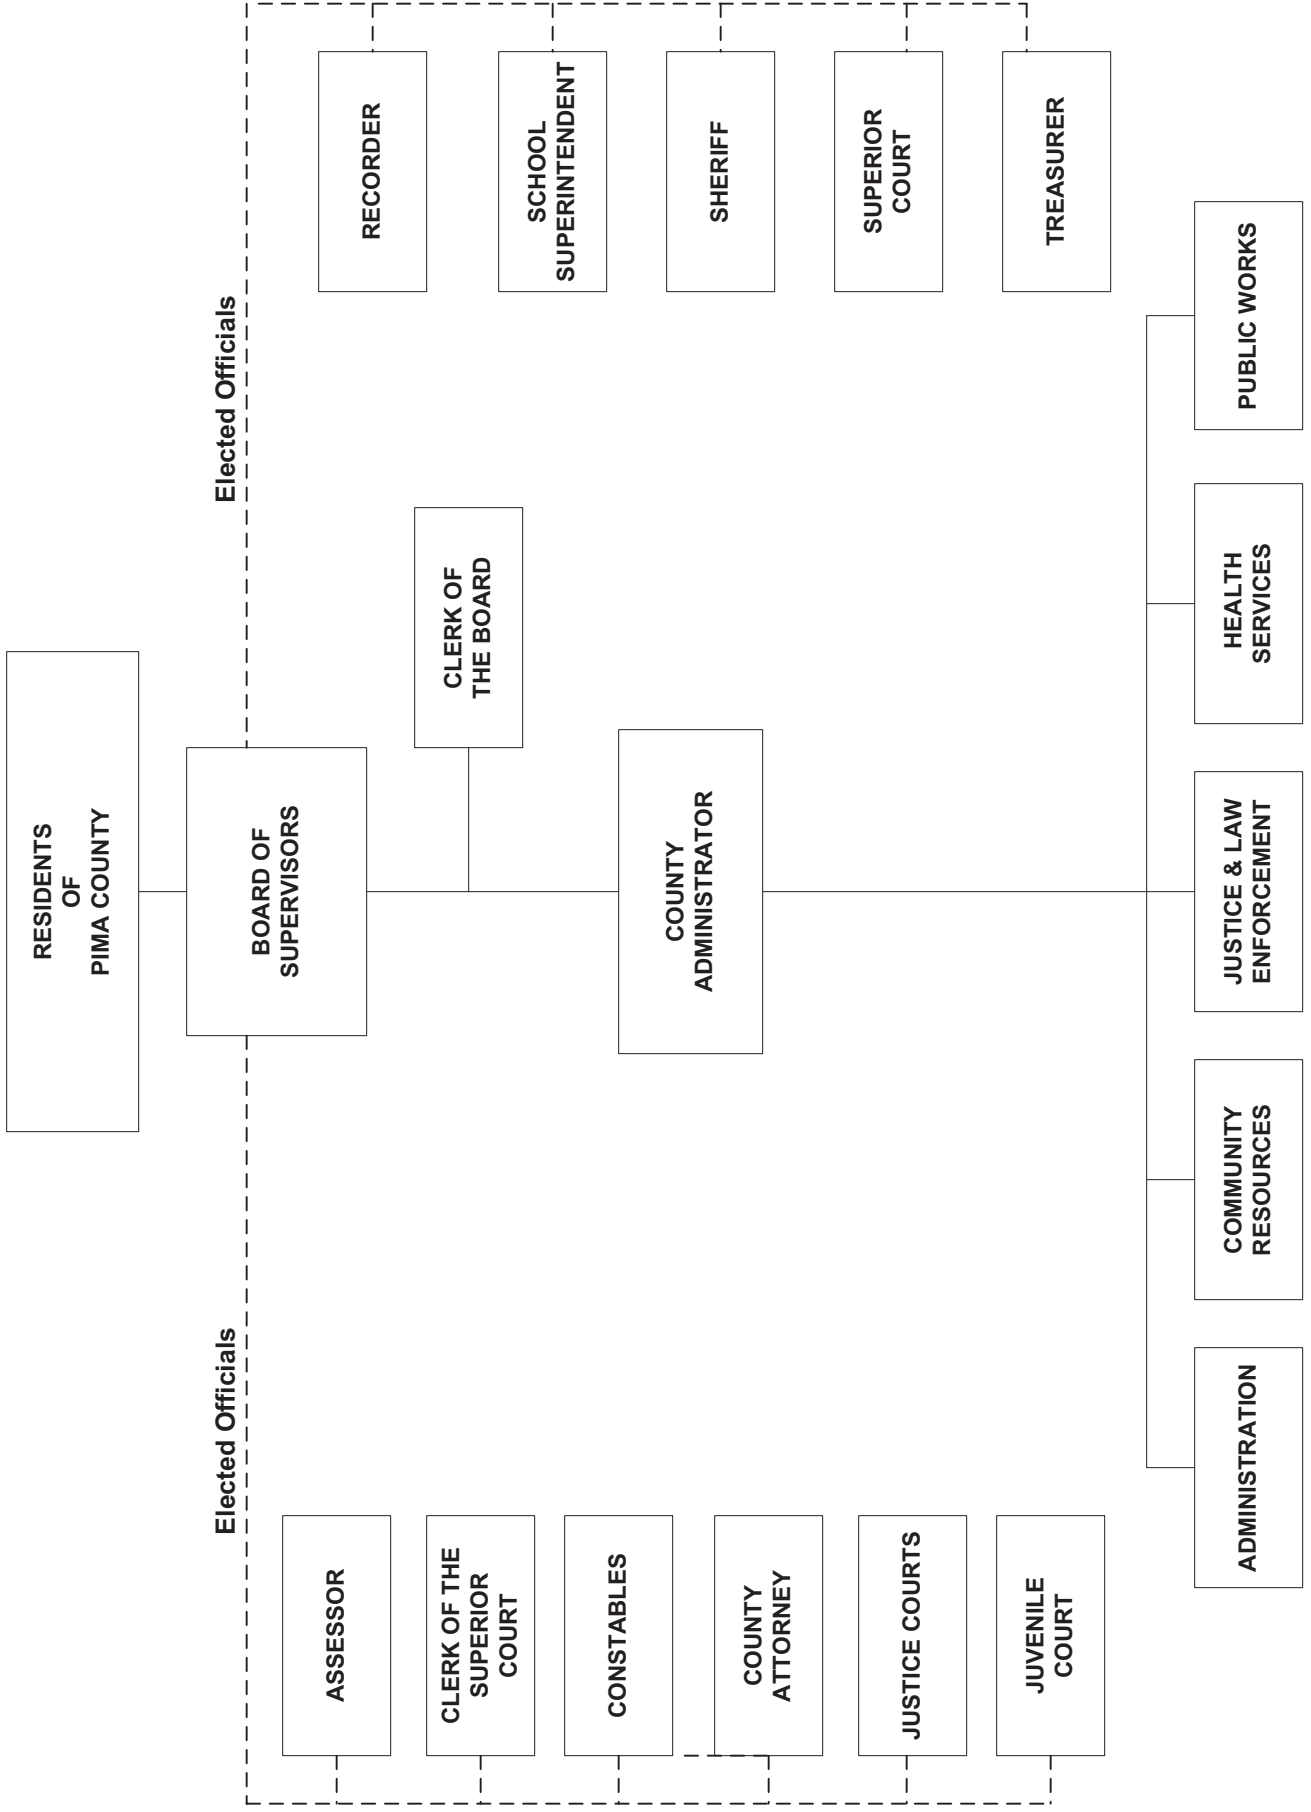 RESIDENTS
OF
PIMA COUNTY
Elected Officials
Elected Officials
BOARD OF
SUPERVISORS
ASSESSOR
RECORDER
CLERK OF THE
SUPERIOR
COURT
CLERK OF
THE BOARD
SCHOOL
SUPERINTENDENT
CONSTABLES
COUNTY
ADMINISTRATOR
SHERIFF
COUNTY
ATTORNEY
SUPERIOR
COURT
JUSTICE COURTS
TREASURER
JUVENILE
COURT
ADMINISTRATION
COMMUNITY
RESOURCES
JUSTICE & LAW
ENFORCEMENT
HEALTH
SERVICES
PUBLIC WORKS